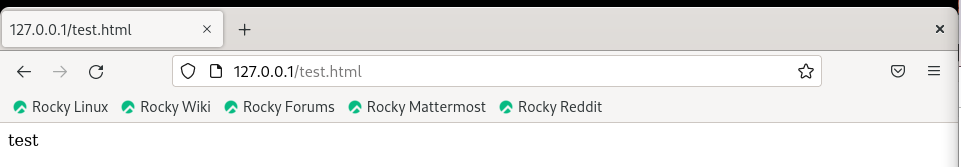 127.0.0.1/test.html
127.0.0.1/test.html
Rocky Linux Rocky Wiki Rocky Forums Rocky Mattermost Rocky Reddit
test